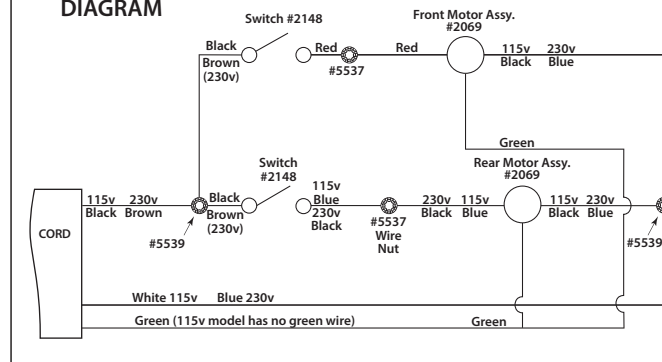 DIAGRAM
Switch #2148
Front Motor Assy.
#2069
Black
Brown
(230v)
Red
#5537
Red
115v 230v
Black Blue
Green
Switch
#2148
Rear Motor Assy.
#2069
CORD
115v 230v
Black Brown
#5539
Black
Brown
(230v)
115v
Blue
230v
Black
#5537
Wire
Nut
230v 115v
Black Blue
115v 230v
Black Blue
#5539
White 115v Blue 230v
Green (115v model has no green wire)
Green